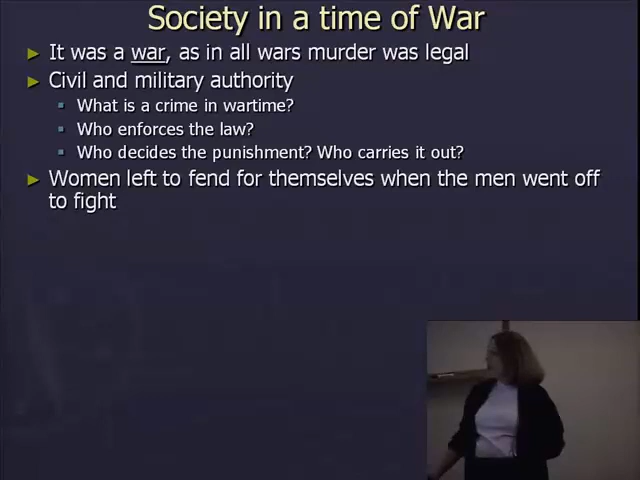 Society in a time of War
► It was a war, as in all wars murder was legal
► Civil and military authority
▪ What is a crime in wartime?
▪ Who enforces the law?
▪ Who decides the punishment? Who carries it out?
► Women left to fend for themselves when the men went off
to fight